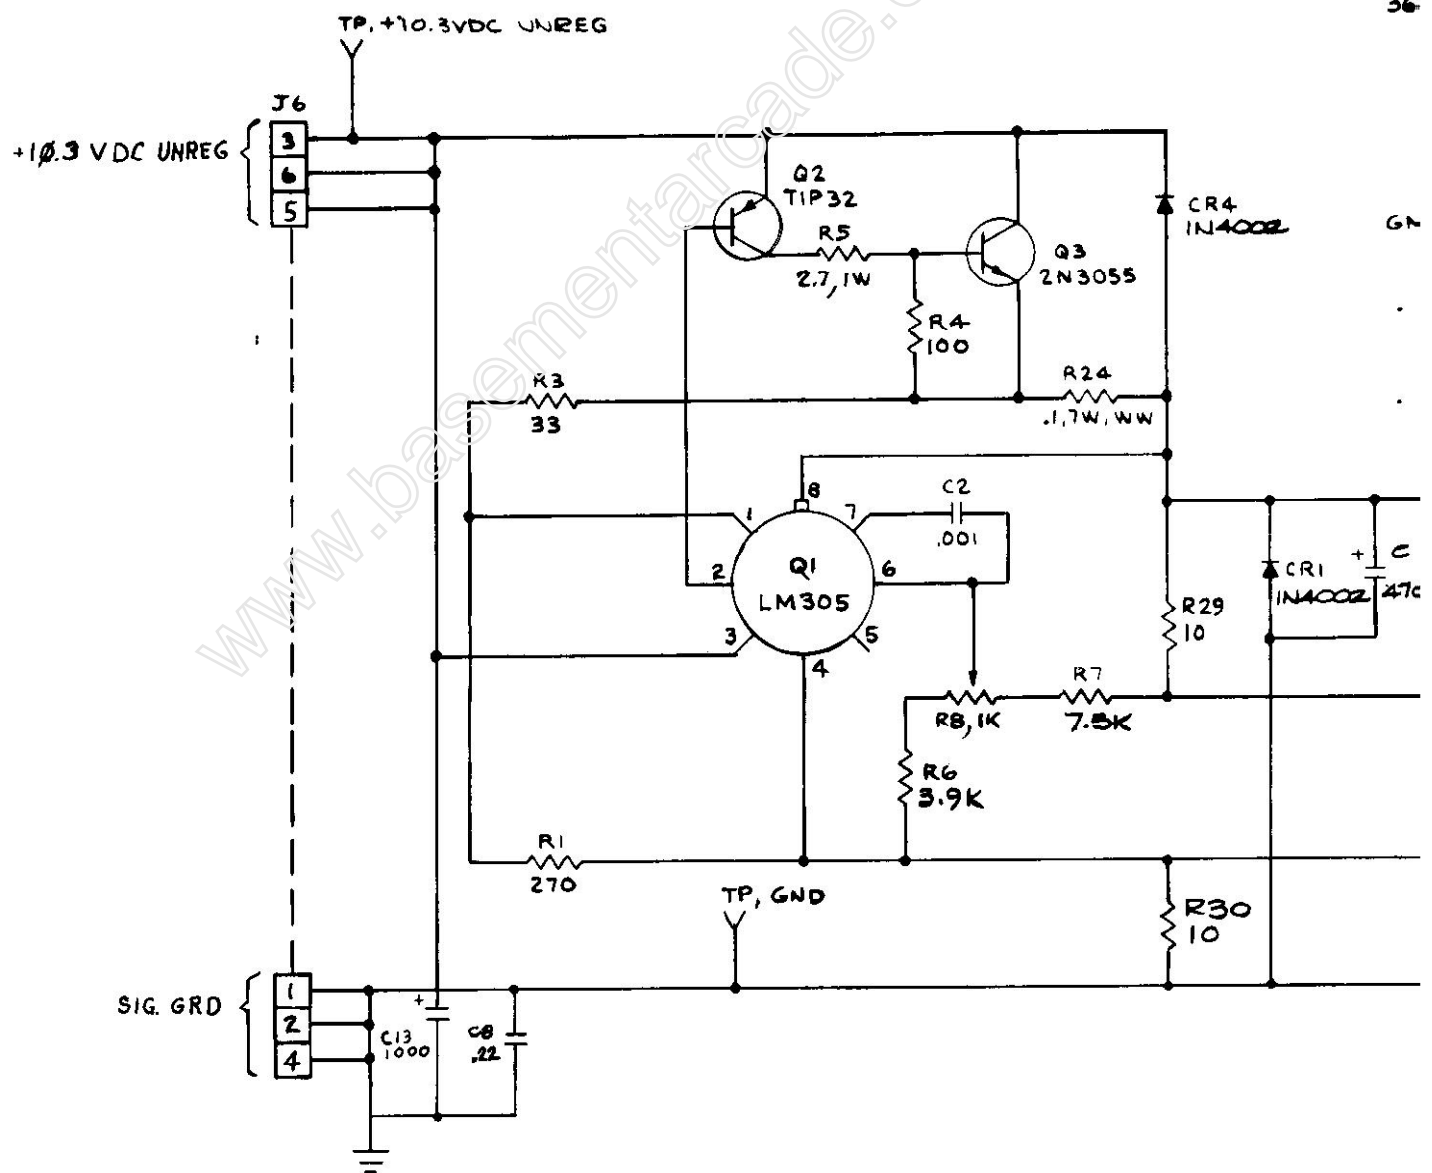 TP, +10.3VDC UNREG
J6
+10.3 VDC UNREG
3
6
5
Q2
TIP32
R5
2.7, 1W
Q3
2N3055
CR4
1N4002
R4
100
R3
33
R24
.1, 7W, WW
8
1
7
C2
.001
2
Q1
LM305
6
3
4
5
CR1
1N4002
+
R29
10
R8, 1K
R7
7.5K
R6
3.9K
R1
270
TP, GND
R30
10
SIG. GRD
1
2
4
+
C13
1000
C8
.22
www.basementarcade.